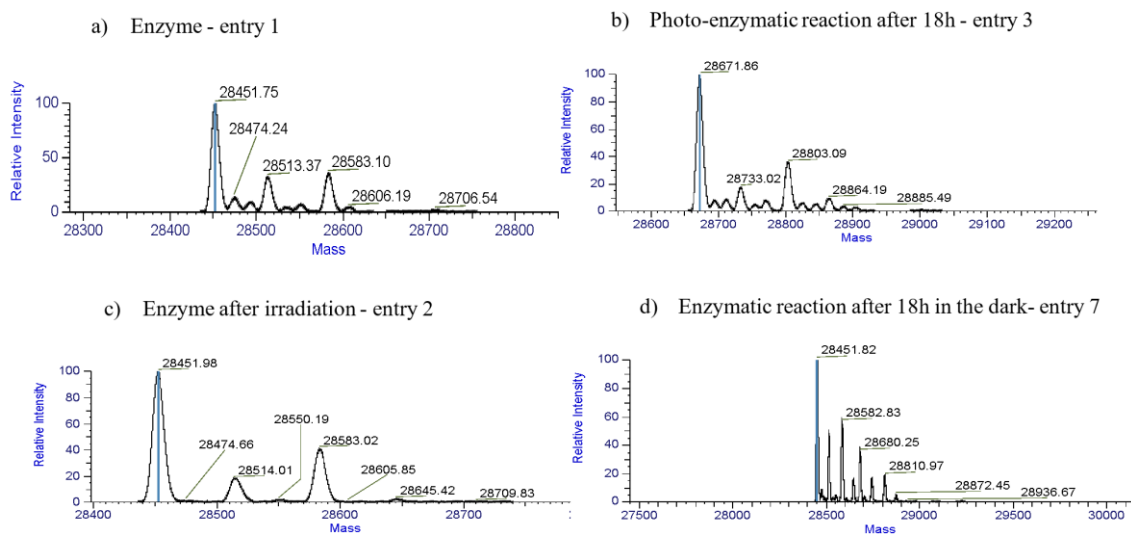 a) Enzyme - entry 1
Relative Intensity
100
50
0
28451.75
28474.24
28513.37
28583.10
28606.19
28706.54
28300 28400 28500 28600 28700 28800
Mass
b) Photo-enzymatic reaction after 18h - entry 3
Relative Intensity
100
80
60
40
20
0
28671.86
28733.02
28803.09
28864.19
28885.49
28600 28700 28800 28900 29000 29100 29200
Mass
c) Enzyme after irradiation - entry 2
Relative Intensity
100
80
60
40
20
0
28451.98
28474.66
28514.01
28550.19
28583.02
28605.85
28645.42
28709.83
28400 28500 28600 28700
Mass
d) Enzymatic reaction after 18h in the dark- entry 7
Relative Intensity
100
80
60
40
20
0
28451.82
28582.83
28680.25
28810.97
28872.45
28936.67
27500 28000 28500 29000 29500 30000
Mass